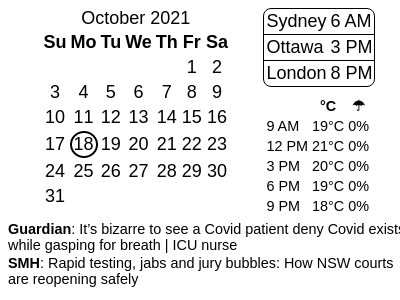 October 2021
Su Mo Tu We Th Fr Sa
1 2
3 4 5 6 7 8 9
10 11 12 13 14 15 16
17 18 19 20 21 22 23
24 25 26 27 28 29 30
31
Sydney 6 AM
Ottawa 3 PM
London 8 PM
°C ☂
9 AM 19°C 0%
12 PM 21°C 0%
3 PM 20°C 0%
6 PM 19°C 0%
9 PM 18°C 0%
Guardian: It’s bizarre to see a Covid patient deny Covid exists
while gasping for breath | ICU nurse
SMH: Rapid testing, jabs and jury bubbles: How NSW courts
are reopening safely